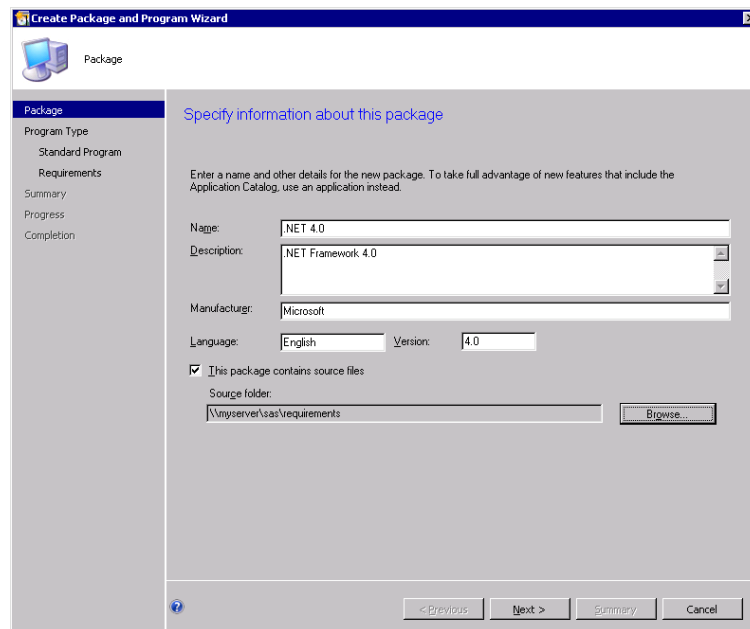 Create Package and Program Wizard
Package
Package
Program Type
Standard Program
Requirements
Summary
Progress
Completion
Specify information about this package
Enter a name and other details for the new package. To take full advantage of new features that include the
Application Catalog, use an application instead.
Name: .NET 4.0
Description: .NET Framework 4.0
Manufacturer: Microsoft
Language: English Version: 4.0
This package contains source files
Source folder:
\\myserver\sas\requirements Browse...
< Previous Next > Summary Cancel